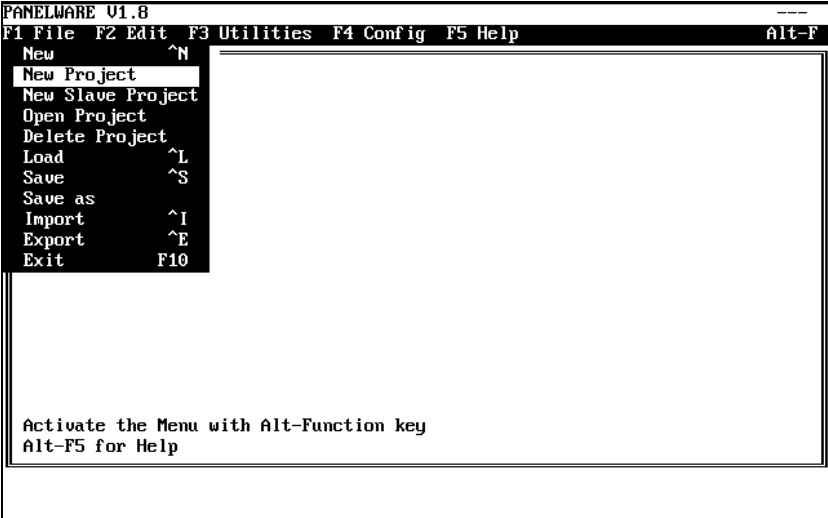 PANELWARE V1.8 ---
F1 File F2 Edit F3 Utilities F4 Config F5 Help Alt-F
New ^N
New Project
New Slave Project
Open Project
Delete Project
Load ^L
Save ^S
Save as
Import ^I
Export ^E
Exit F10
Activate the Menu with Alt-Function key
Alt-F5 for Help